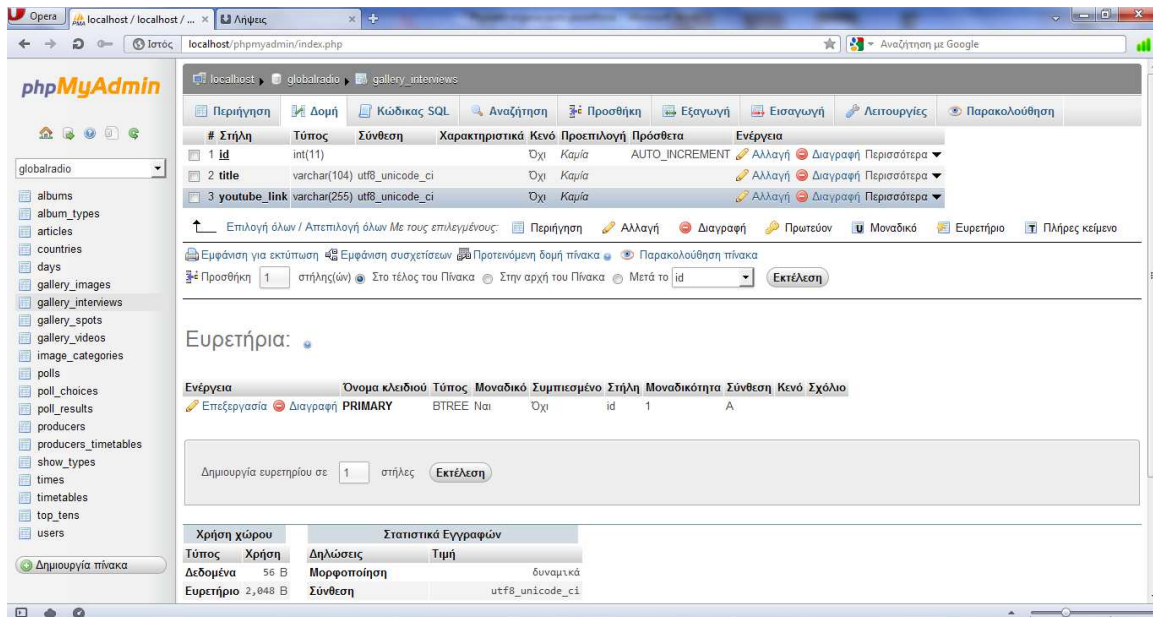 Opera localhost / localhost / ... Λήψεις
Ιστός localhost/phpmyadmin/index.php Αναζήτηση με Google
phpMyAdmin
localhost globalradio gallery_interviews
Περιήγηση Δομή Κώδικας SQL Αναζήτηση Προσθήκη Εξαγωγή Εισαγωγή Λειτουργίες Παρακολούθηση
# Στήλη Τύπος Σύνθεση Χαρακτηριστικά Κενό Προεπιλογή Πρόσθετα Ενέργεια
1 id int(11) Όχι Καμία AUTO_INCREMENT Αλλαγή Διαγραφή Περισσότερα
2 title varchar(104) utf8_unicode_ci Όχι Καμία Αλλαγή Διαγραφή Περισσότερα
3 youtube_link varchar(255) utf8_unicode_ci Όχι Καμία Αλλαγή Διαγραφή Περισσότερα
Επιλογή όλων / Απεπιλογή όλων Με τους επιλεγμένους: Περιήγηση Αλλαγή Διαγραφή Πρωτεύον Μοναδικό Ευρετήριο Πλήρες κείμενο
Εμφάνιση για εκτύπωση Εμφάνιση συσχετίσεων Προτεινόμενη δομή πίνακα Παρακολούθηση πίνακα
Προσθήκη 1 στήλης(ών) Στο τέλος του Πίνακα Στην αρχή του Πίνακα Μετά το id Εκτέλεση
Ευρετήρια:
Ενέργεια Όνομα κλειδιού Τύπος Μοναδικό Συμπιεσμένο Στήλη Μοναδικότητα Σύνθεση Κενό Σχόλιο
Επεξεργασία Διαγραφή PRIMARY BTREE Ναι Όχι id 1 A
Δημιουργία ευρετηρίου σε 1 στήλες Εκτέλεση
Χρήση χώρου
Τύπος Χρήση
Δεδομένα 56 B
Ευρετήριο 2,048 B
Στατιστικά Εγγραφών
Δηλώσεις Τιμή
Μορφοποίηση δυναμικά
Σύνθεση utf8_unicode_ci
globalradio
albums
album_types
articles
countries
days
gallery_images
gallery_interviews
gallery_spots
gallery_videos
image_categories
polls
poll_choices
poll_results
producers
producers_timetables
show_types
times
timetables
top_tens
users
Δημιουργία πίνακα